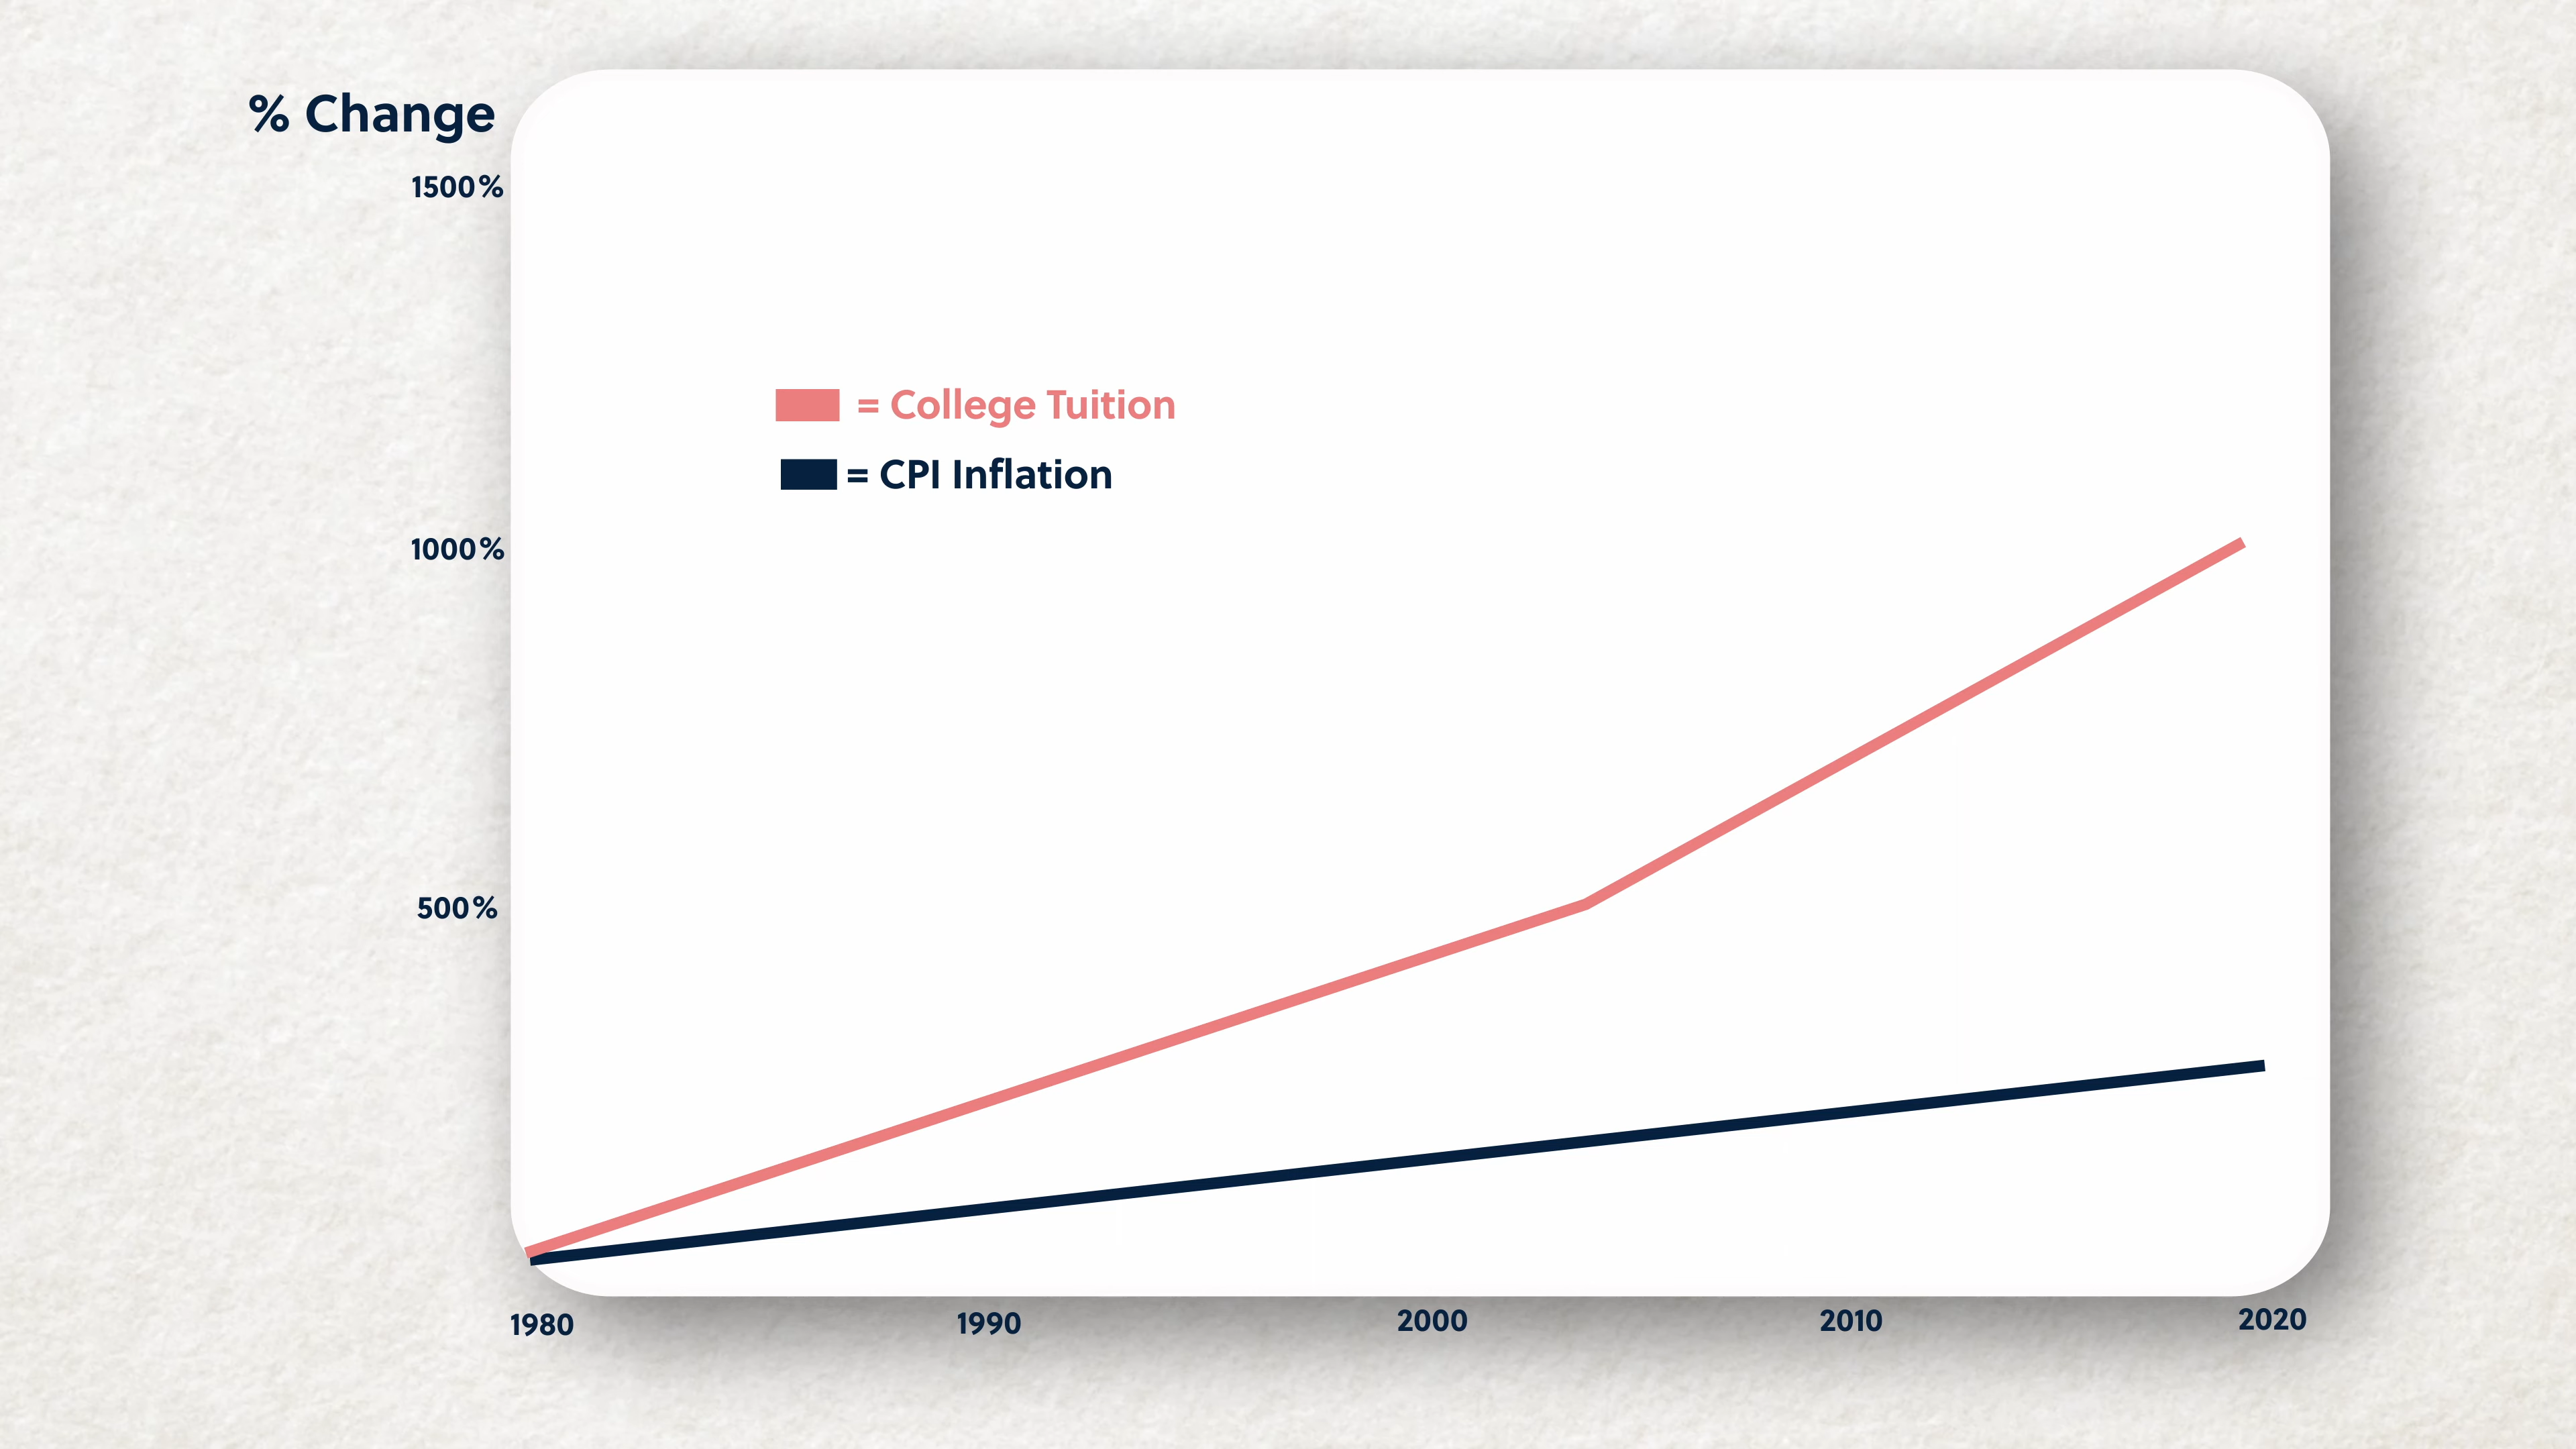 % Change
1500%
= College Tuition
= CPI Inflation
1000%
500%
1980
1990
2000
2010
2020